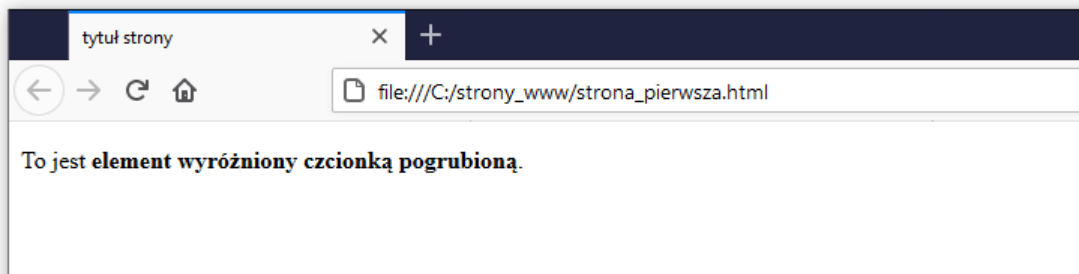 tytuł strony
file:///C:/strony_www/strona_pierwsza.html
To jest element wyróżniony czcionką pogrubioną.